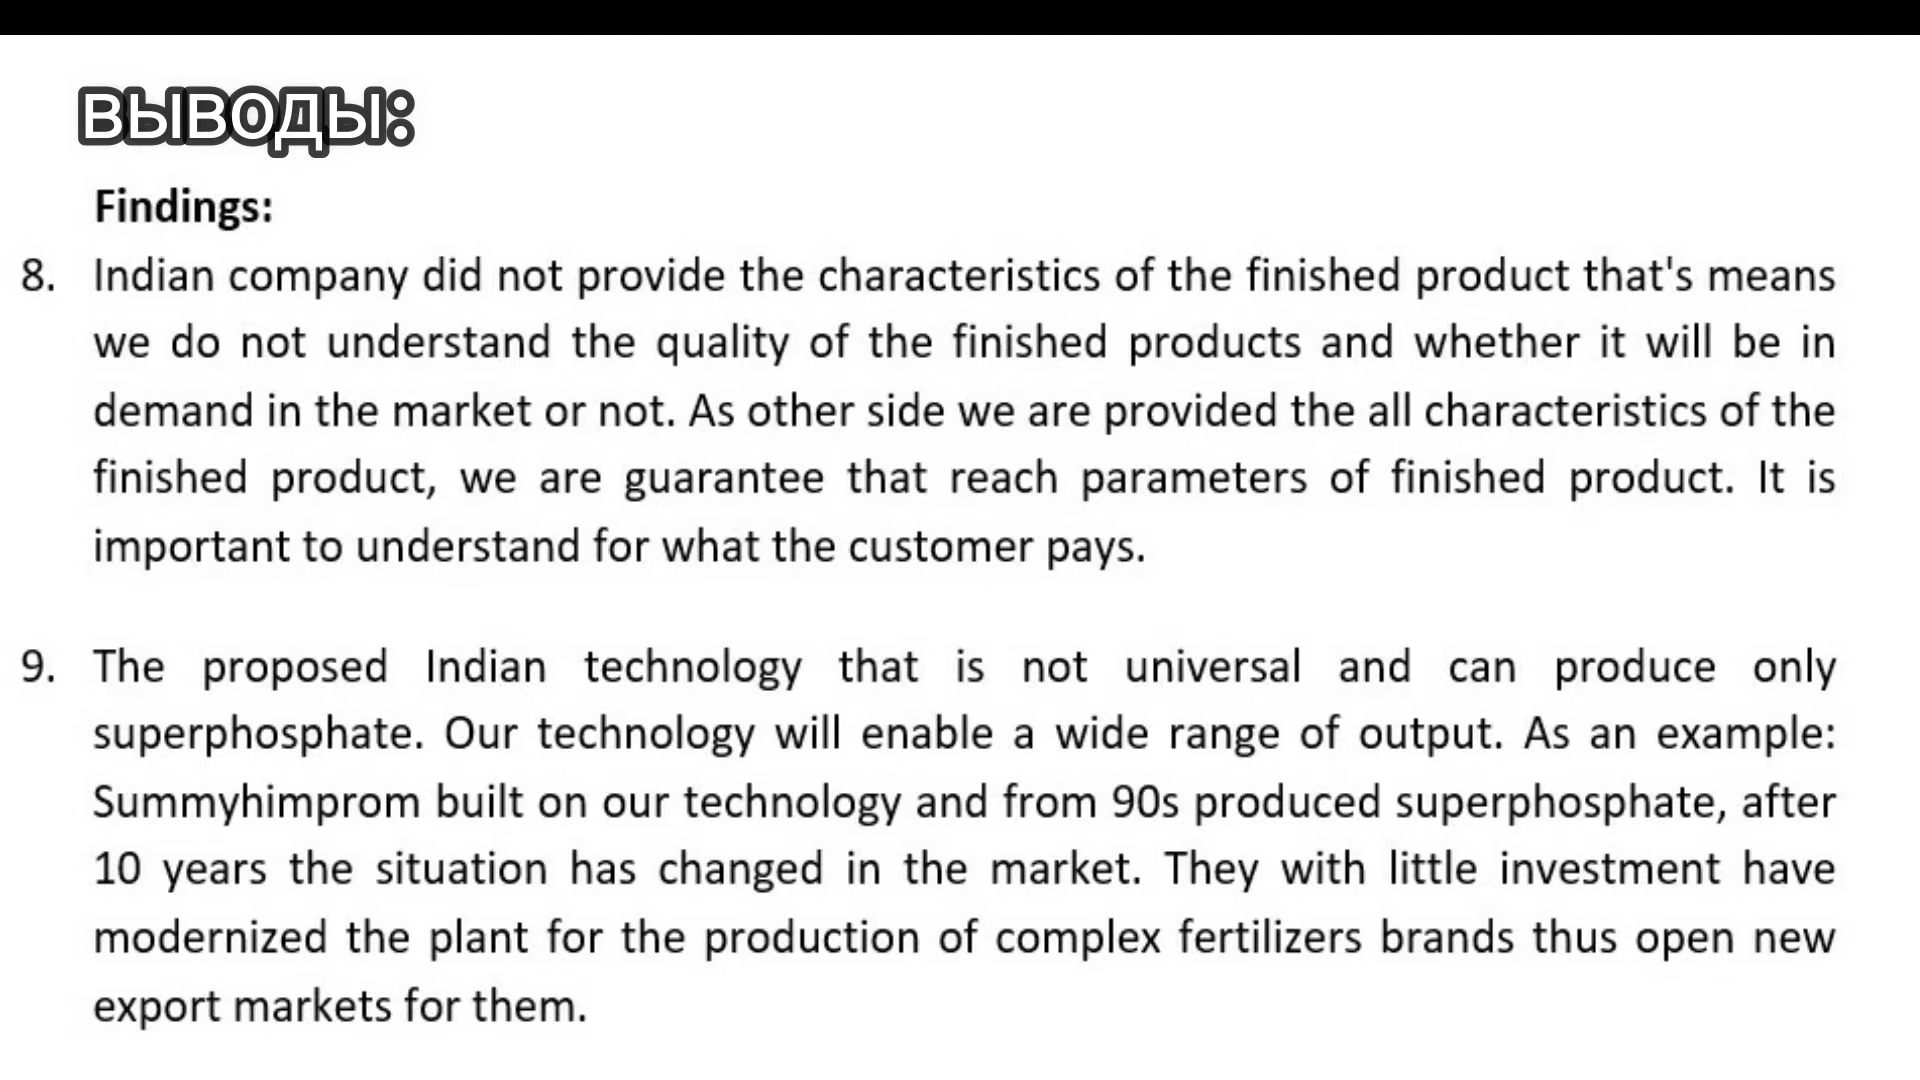 ВЫВОДЫ:
Findings:
8. Indian company did not provide the characteristics of the finished product that's means
we do not understand the quality of the finished products and whether it will be in
demand in the market or not. As other side we are provided the all characteristics of the
finished product, we are guarantee that reach parameters of finished product. It is
important to understand for what the customer pays.
9. The proposed Indian technology that is not universal and can produce only
superphosphate. Our technology will enable a wide range of output. As an example:
Summyhimprom built on our technology and from 90s produced superphosphate, after
10 years the situation has changed in the market. They with little investment have
modernized the plant for the production of complex fertilizers brands thus open new
export markets for them.